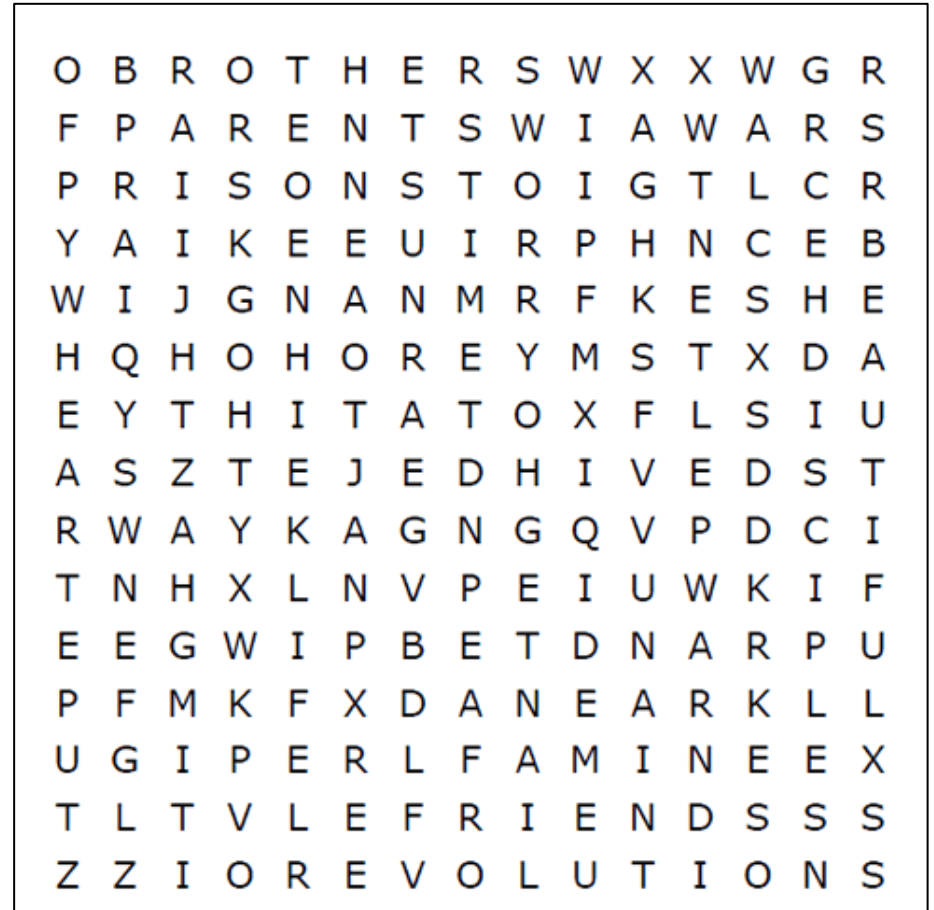 O B R O T H E R S W X X W G R
F P A R E N T S W I A W A R S
P R I S O N S T O I G T L C R
Y A I K E E U I R P H N C E B
W I J G N A N M R F K E S H E
H Q H O H O R E Y M S T X D A
E Y T H I T A T O X F L S I U
A S Z T E J E D H I V E D S T
R W A Y K A G N G Q V P D C I
T N H X L N V P E I U W K I F
E E G W I P B E T D N A R P U
P F M K F X D A N E A R K L L
U G I P E R L F A M I N E E X
T L T V L E F R I E N D S S S
Z Z I O R E V O L U T I O N S